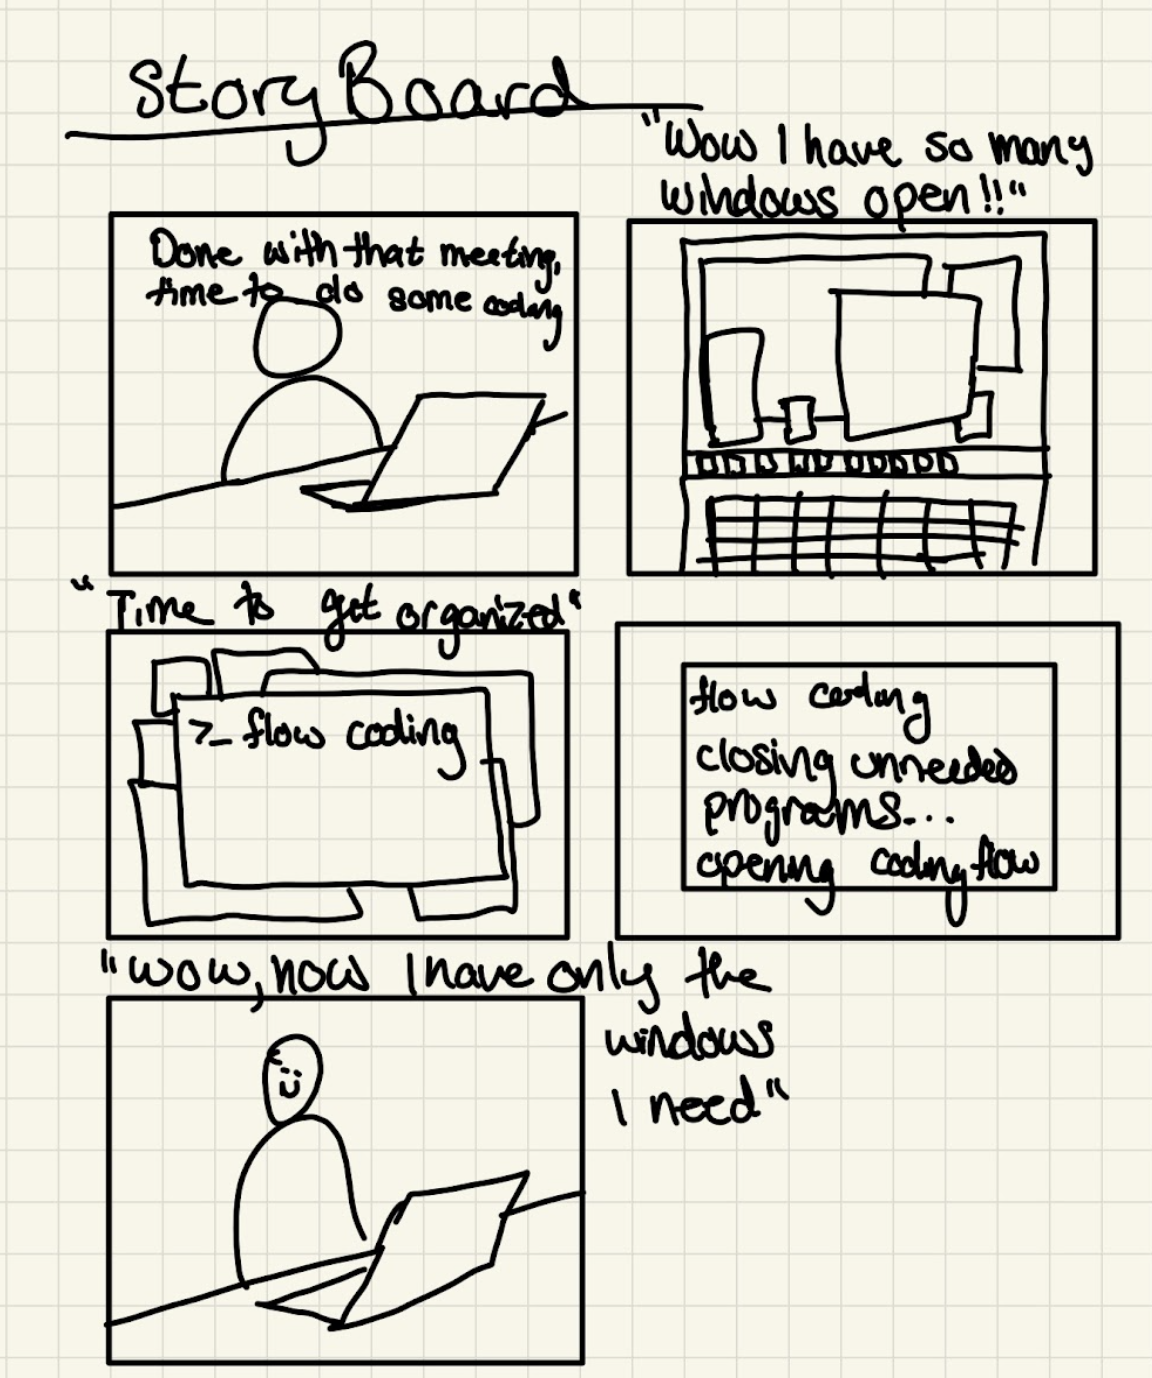 Story Board
"Wow I have so many
windows open!!"
Done with that meeting,
time to do some coding
"Time to get organized"
>_ flow coding
flow coding
closing unneeded
programs...
opening coding flow
"Wow, now I have only the
windows
I need"